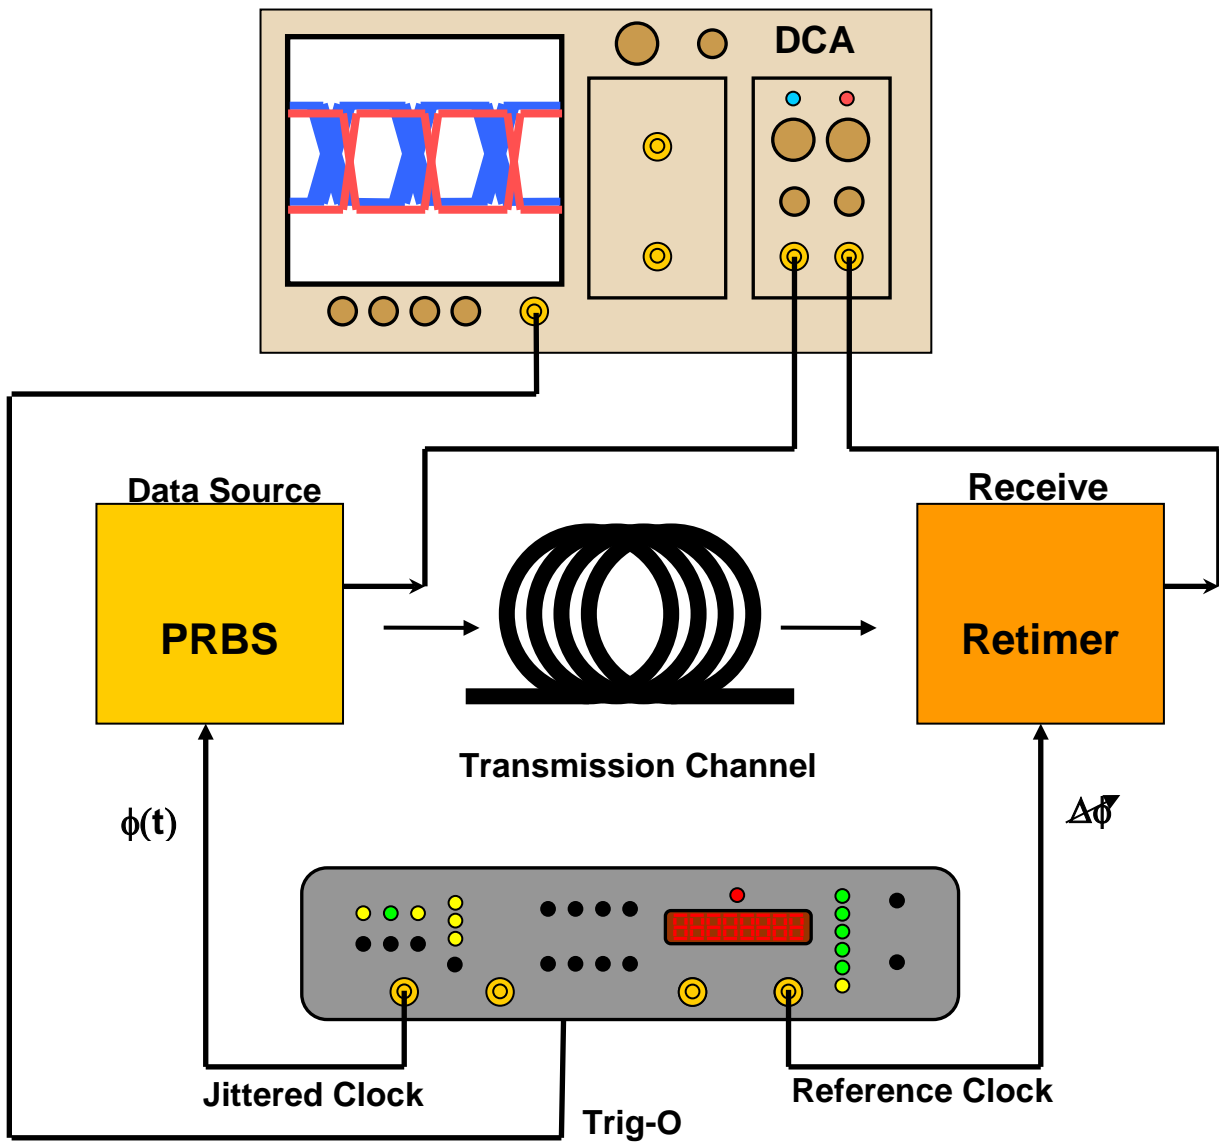 DCA
Data Source
Receive
PRBS
Retimer
Transmission Channel
ϕ(t)
Δϕ
Jittered Clock
Reference Clock
Trig-O